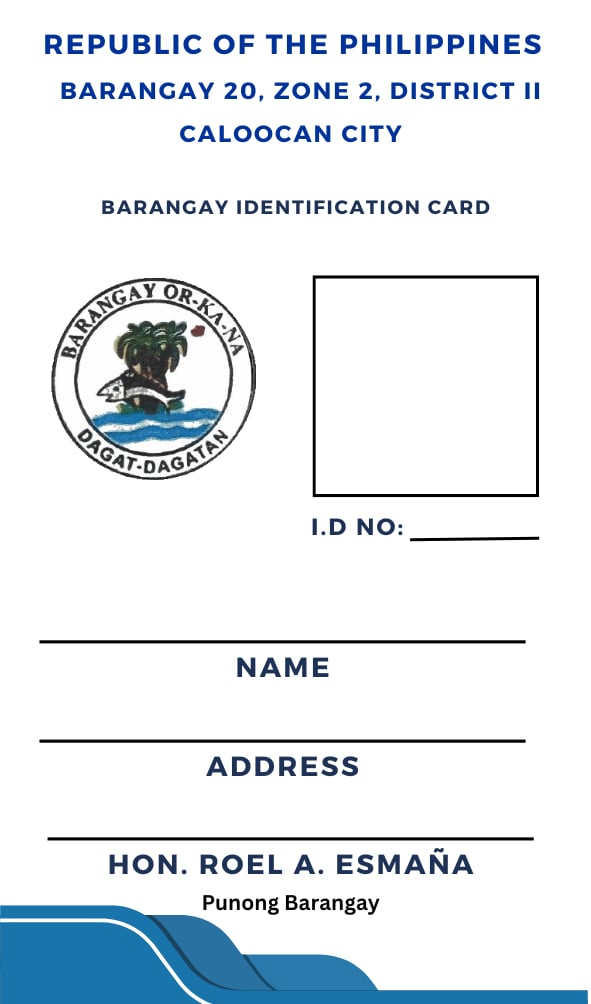 REPUBLIC OF THE PHILIPPINES
BARANGAY 20, ZONE 2, DISTRICT II
CALOOCAN CITY
BARANGAY IDENTIFICATION CARD
BARANGAY OR-KA-NA
DAGAT-DAGATAN
I.D NO:
NAME
ADDRESS
HON. ROEL A. ESMAÑA
Punong Barangay